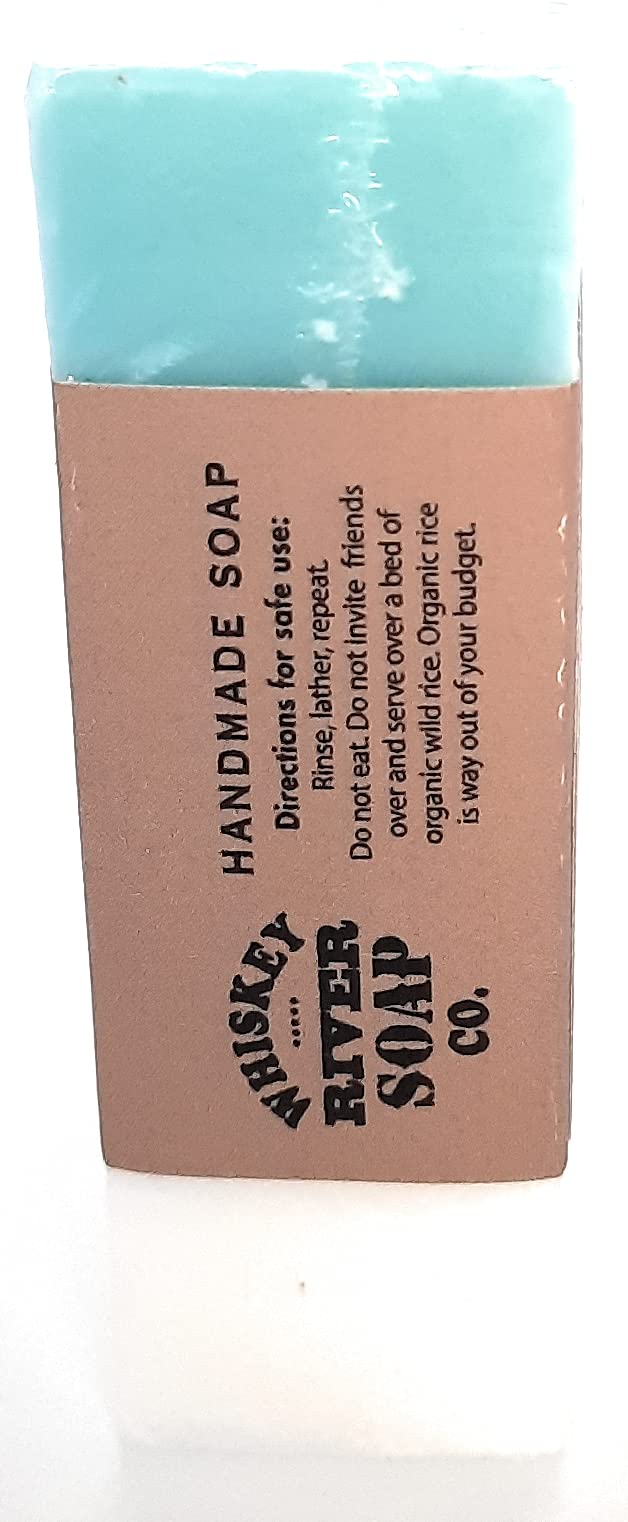 WHISKEY
RIVER
SOAP
CO.
HANDMADE SOAP
Directions for safe use:
Rinse, lather, repeat.
Do not eat. Do not invite friends
over and serve over a bed of
organic wild rice. Organic rice
is way out of your budget.